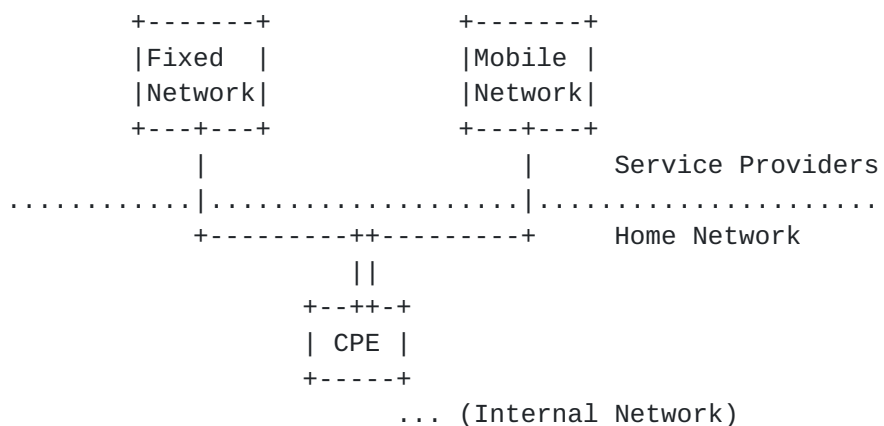 Fixed Mobile
Network Network
Service Providers
Home Network
CPE
... (Internal Network)